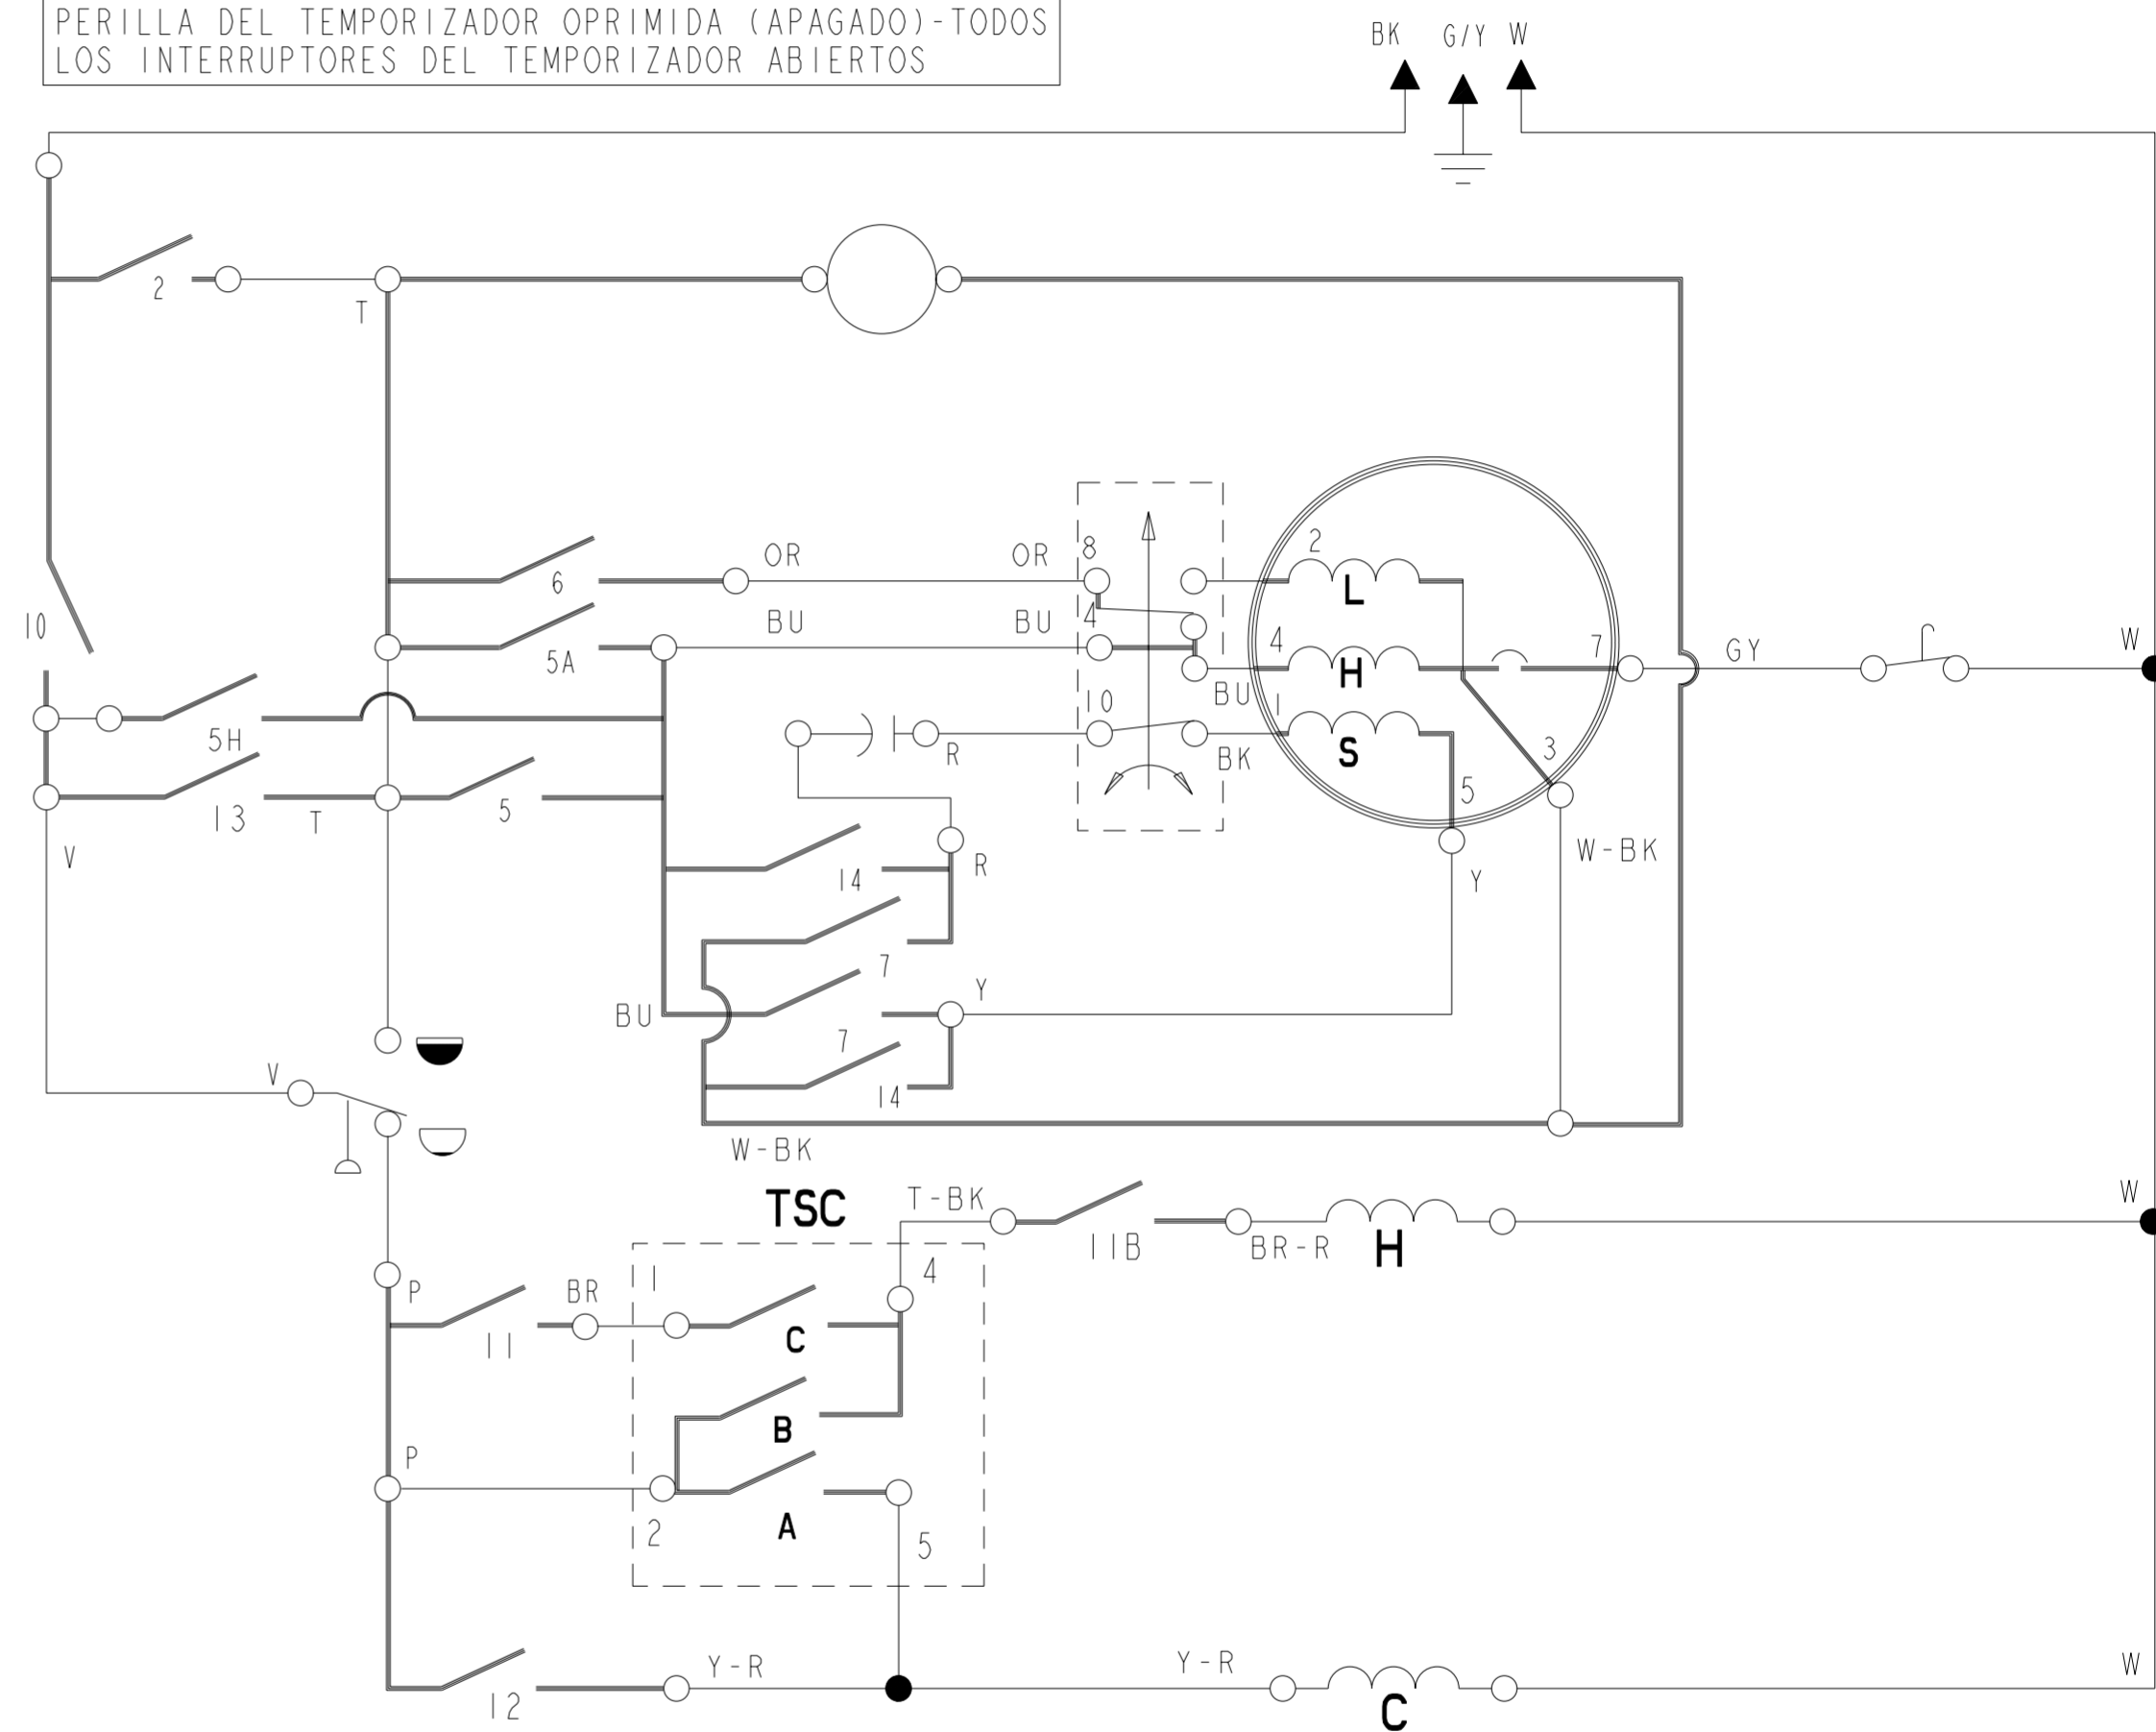 PERILLA DEL TEMPORIZADOR OPRIMIDA (APAGADO)-TODOS
LOS INTERRUPTORES DEL TEMPORIZADOR ABIERTOS
BK G/Y W
2
T
OR OR 8 2
6 L
10 BU BU 4 4 7 GY W
5A H
BU
10 1
5H R BK S 3
13 T 5 5
V W-BK
14 R Y
7
BU Y
7
V 14
W-BK
TSC T-BK W
11B BR-R H
P BR 1 4
11 C
B
P
2 A 5
Y-R Y-R W
12 C